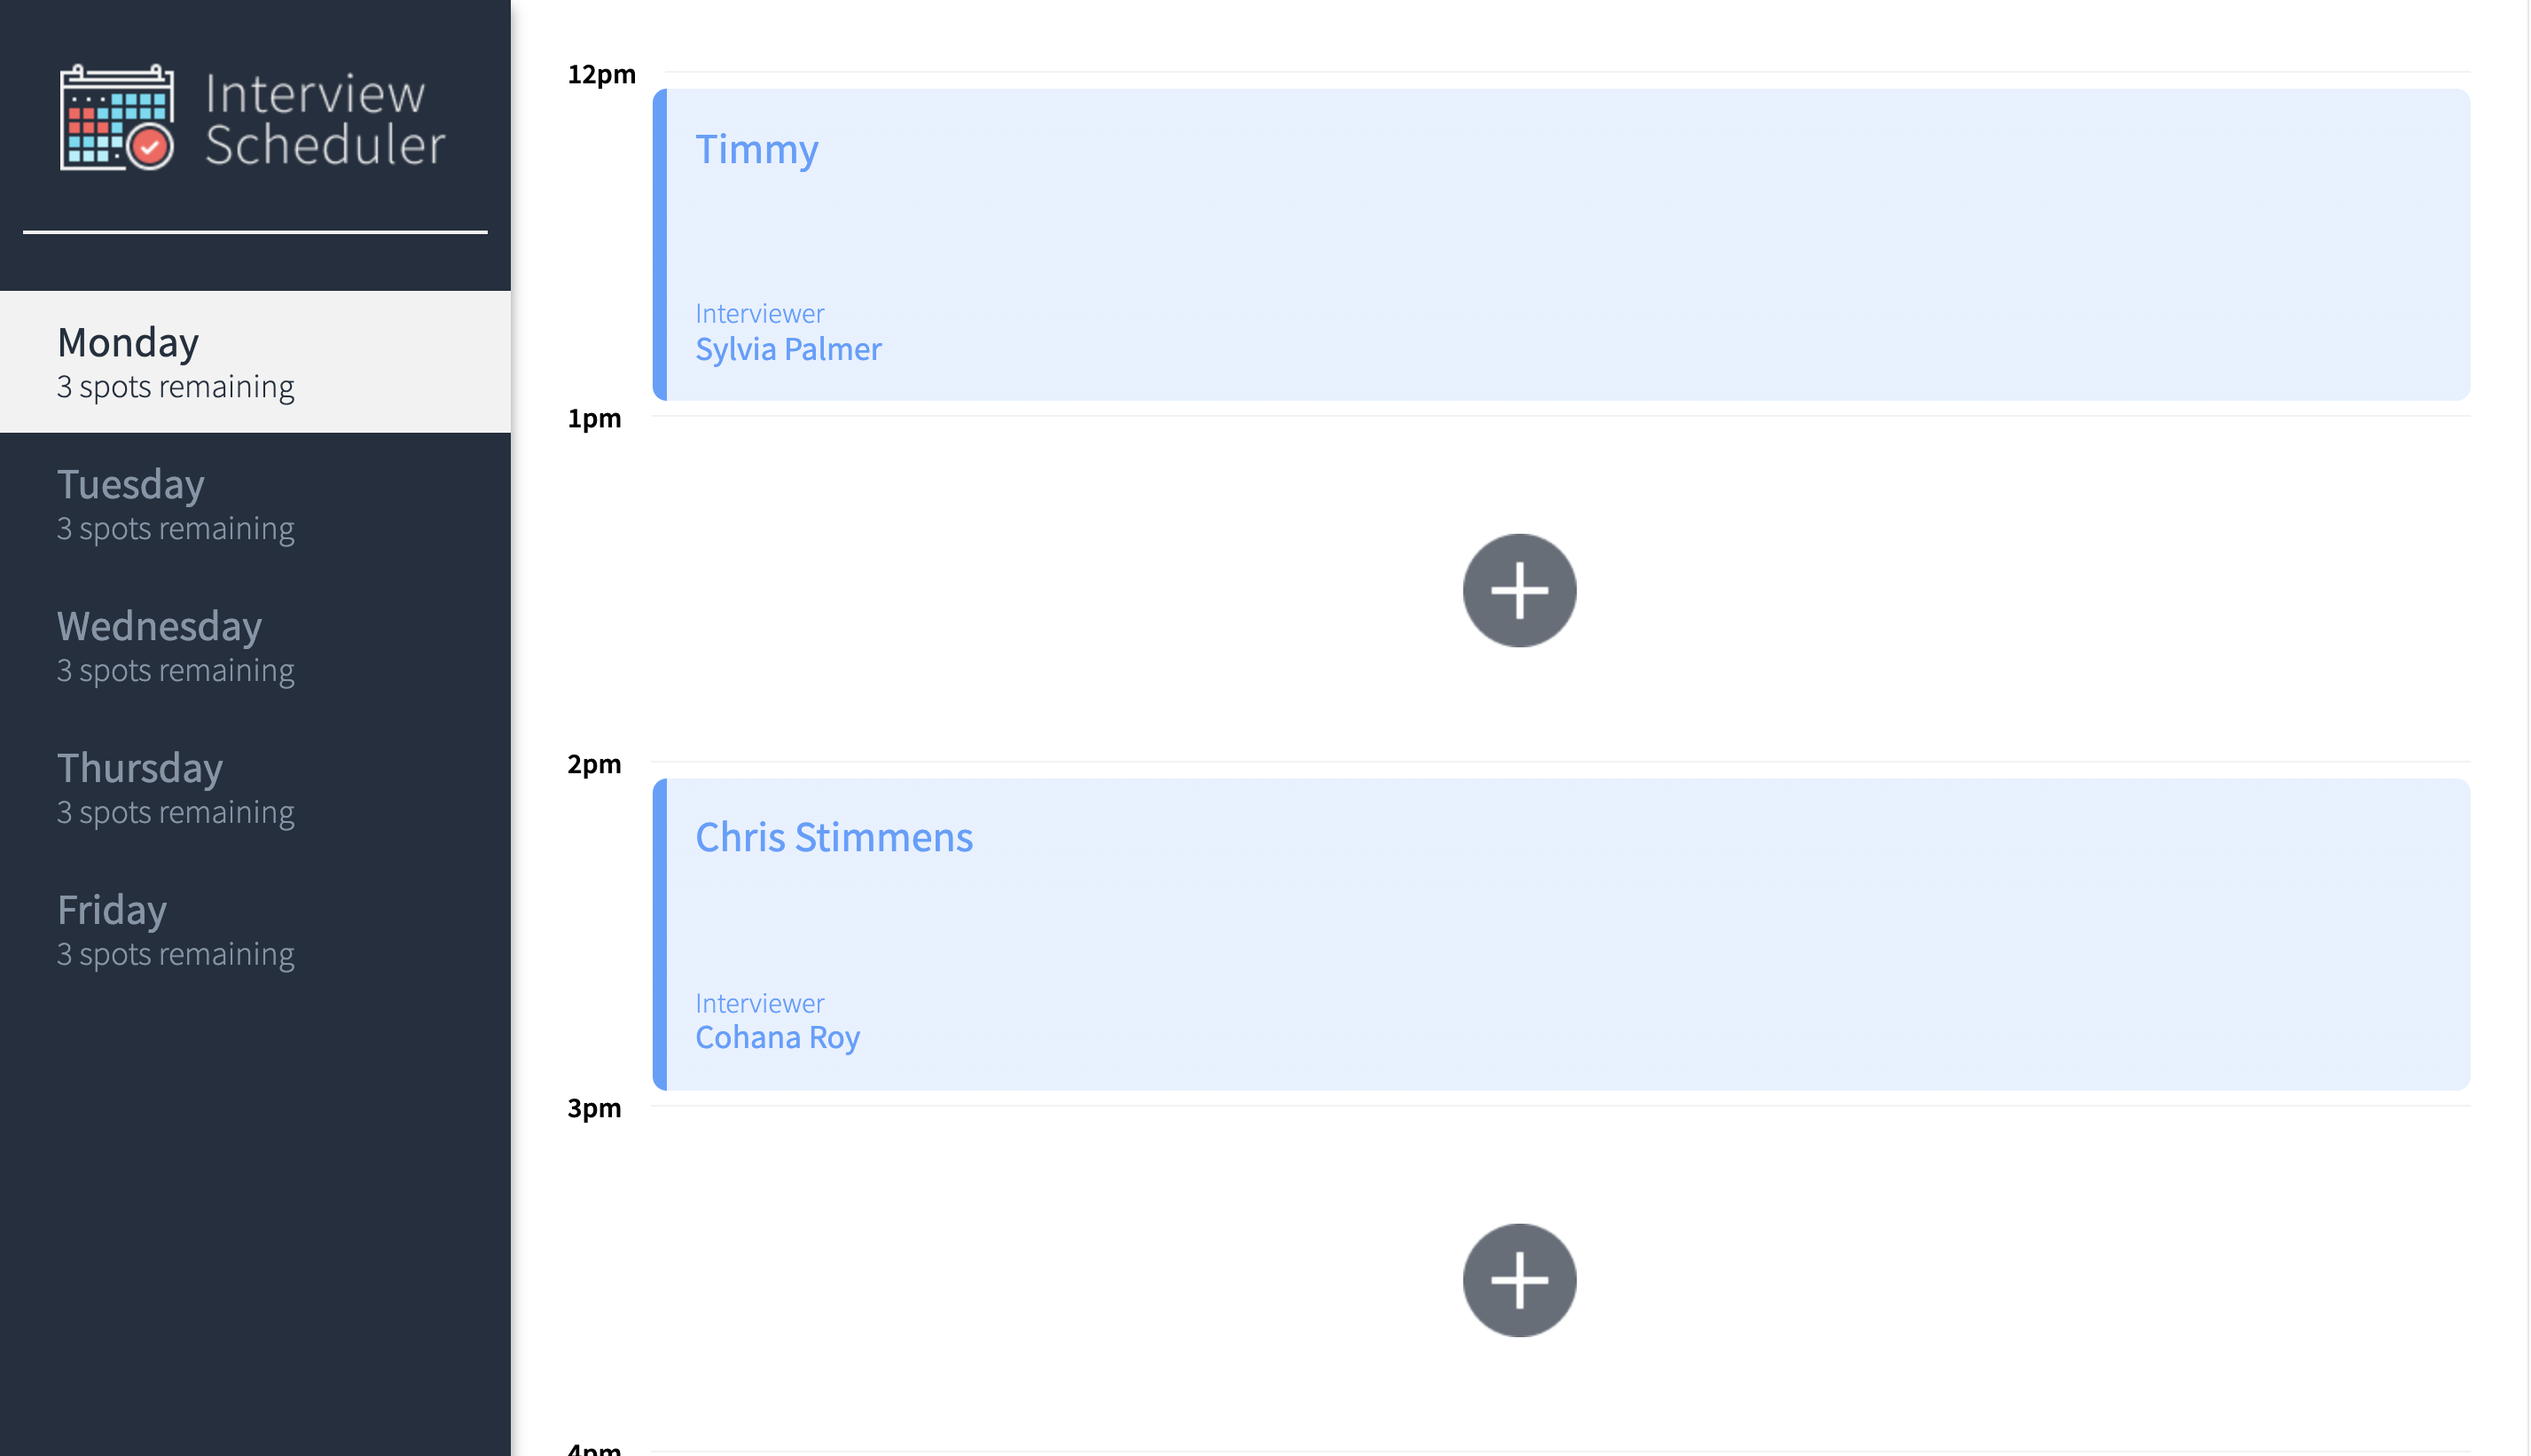 Interview
Scheduler
Monday
3 spots remaining
Tuesday
3 spots remaining
Wednesday
3 spots remaining
Thursday
3 spots remaining
Friday
3 spots remaining
12pm
Timmy
Interviewer
Sylvia Palmer
1pm
2pm
Chris Stimmens
Interviewer
Cohana Roy
3pm
4pm